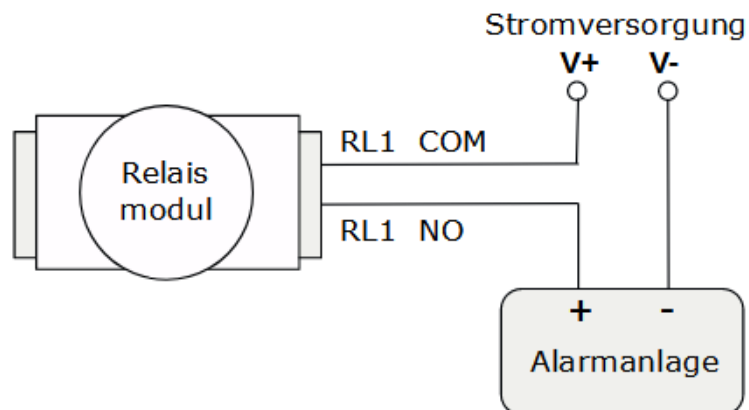 Stromversorgung
V+ V-
RL1 COM
Relais
modul
RL1 NO
+ -
Alarmanlage